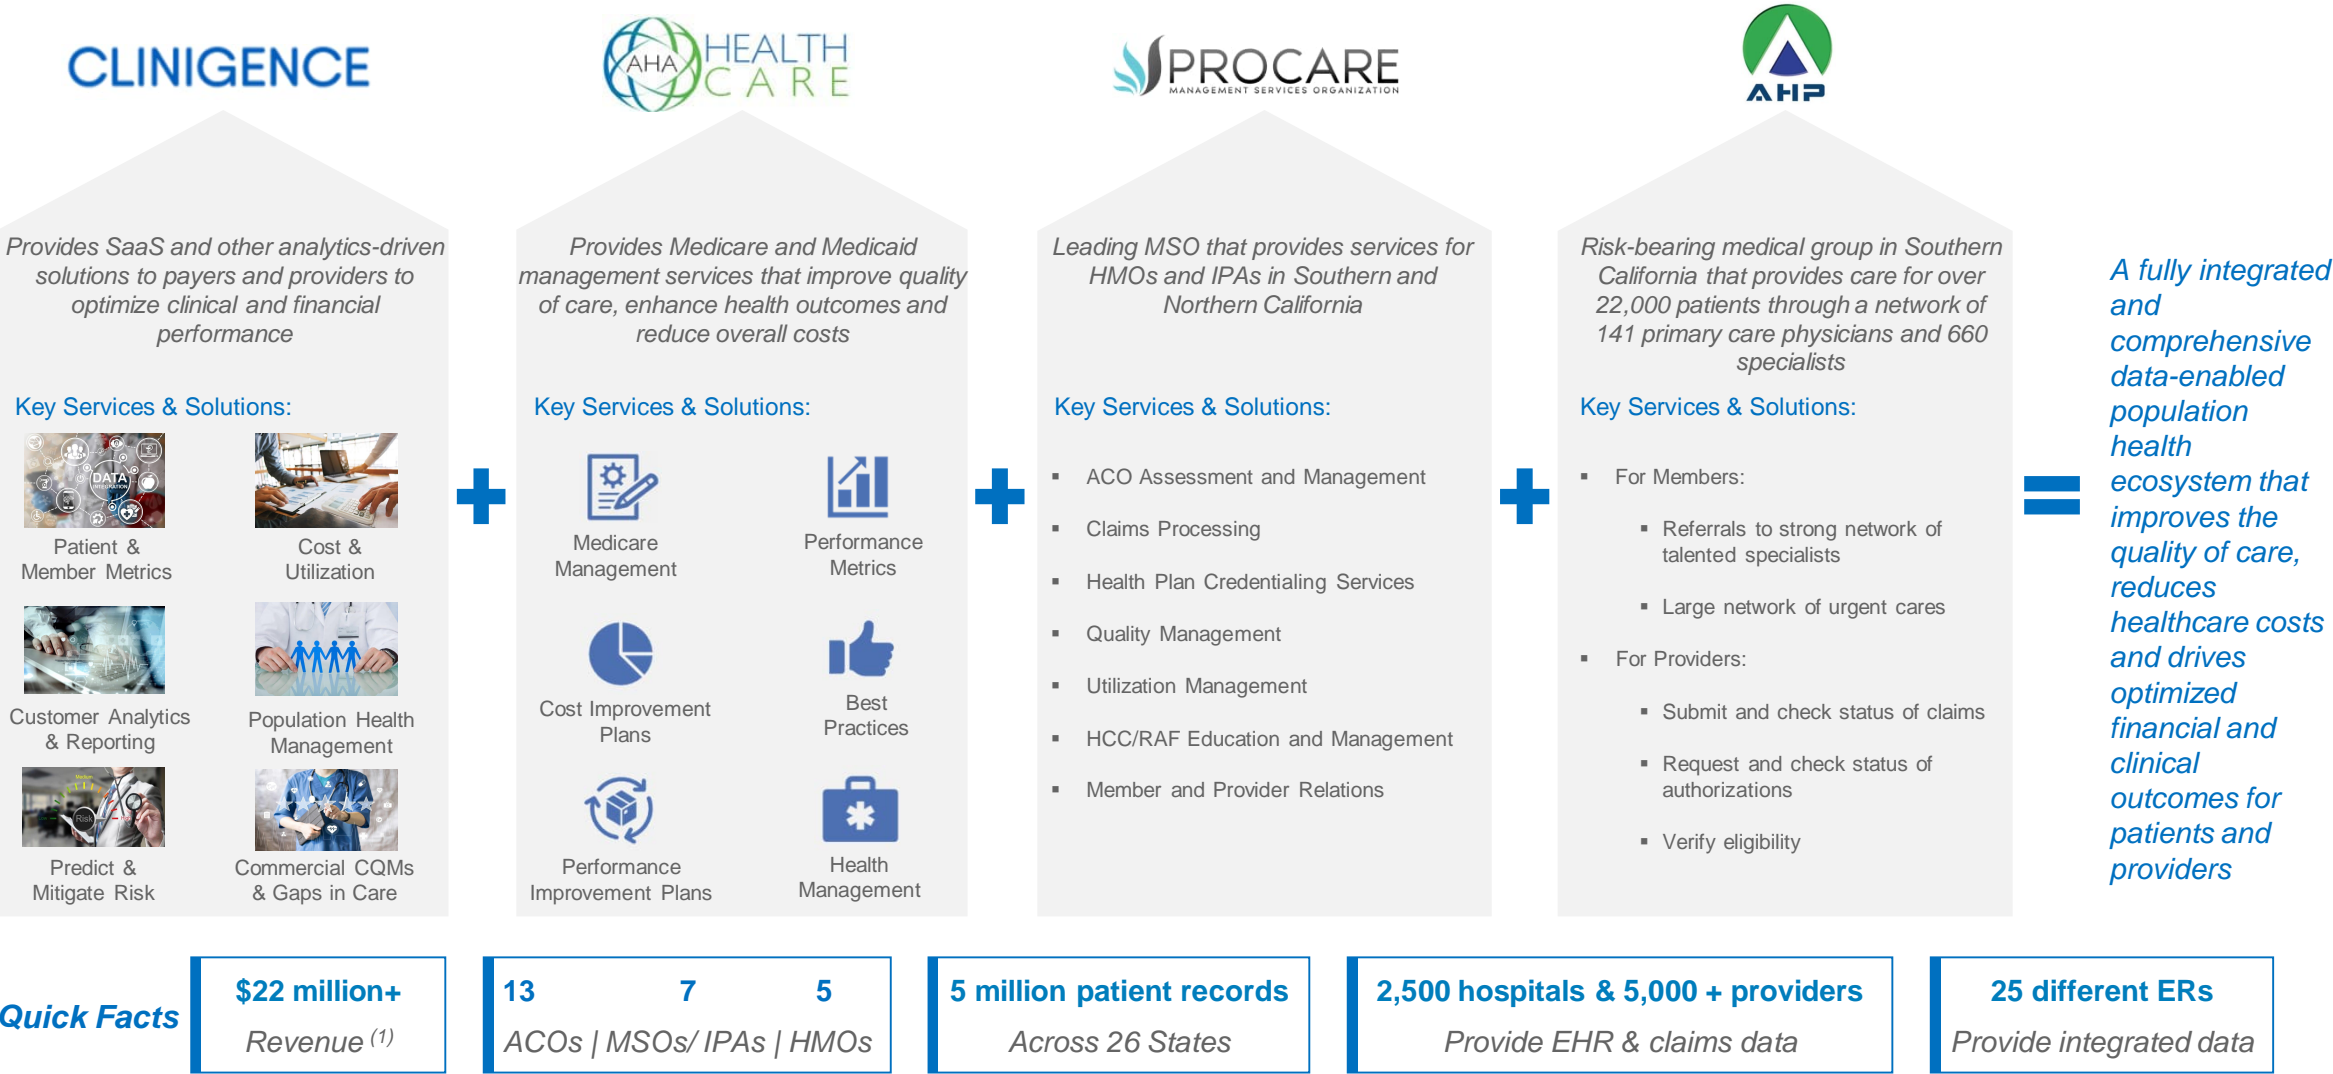 CLINIGENCE
AHA
HEALTH
CARE
PROCARE
MANAGEMENT SERVICES ORGANIZATION
AHP
Provides SaaS and other analytics-driven
solutions to payers and providers to
optimize clinical and financial
performance
Key Services & Solutions:
DATA
INTEGRATION
Patient &
Member Metrics
Cost &
Utilization
Customer Analytics
& Reporting
Population Health
Management
Medium
Risk
Predict &
Mitigate Risk
Commercial CQMs
& Gaps in Care
Provides Medicare and Medicaid
management services that improve quality
of care, enhance health outcomes and
reduce overall costs
Key Services & Solutions:
Medicare
Management
Performance
Metrics
Cost Improvement
Plans
Best
Practices
Performance
Improvement Plans
Health
Management
Leading MSO that provides services for
HMOs and IPAs in Southern and
Northern California
Key Services & Solutions:
▪ ACO Assessment and Management
▪ Claims Processing
▪ Health Plan Credentialing Services
▪ Quality Management
▪ Utilization Management
▪ HCC/RAF Education and Management
▪ Member and Provider Relations
Risk-bearing medical group in Southern
California that provides care for over
22,000 patients through a network of
141 primary care physicians and 660
specialists
Key Services & Solutions:
▪ For Members:
▪ Referrals to strong network of
talented specialists
▪ Large network of urgent cares
▪ For Providers:
▪ Submit and check status of claims
▪ Request and check status of
authorizations
▪ Verify eligibility
A fully integrated
and
comprehensive
data-enabled
population
health
ecosystem that
improves the
quality of care,
reduces
healthcare costs
and drives
optimized
financial and
clinical
outcomes for
patients and
providers
Quick Facts
$22 million+
Revenue (1)
13 7 5
ACOs | MSOs/ IPAs | HMOs
5 million patient records
Across 26 States
2,500 hospitals & 5,000 + providers
Provide EHR & claims data
25 different ERs
Provide integrated data